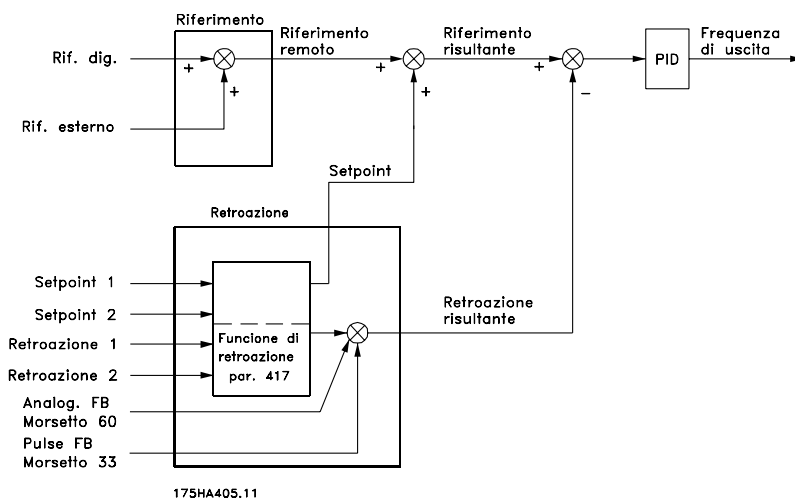 Riferimento
Rif. dig.
Riferimento
remoto
Riferimento
risultante
PID
Frequenza
di uscita
+
+
+
+
+
−
Rif. esterno
Setpoint
Retroazione
Setpoint 1
Setpoint 2
Retroazione 1
Retroazione 2
Funcione di
retroazione
par. 417
Retroazione
risultante
Analog. FB
Morsetto 60
Pulse FB
Morsetto 33
175HA405.11